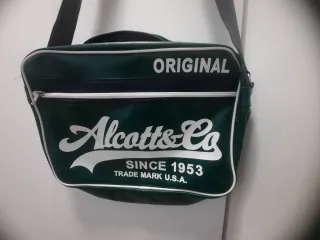 ORIGINAL
Alcott&Co
SINCE 1953
TRADE MARK U.S.A.